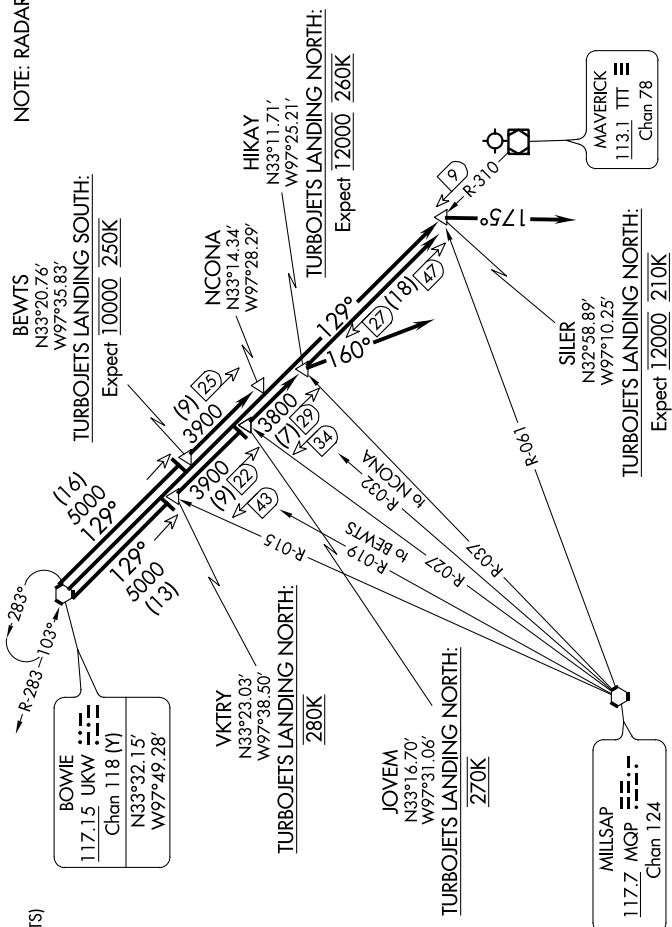 NOTE: RADAR
TS)
BEWTS
N33°20.76'
W97°35.83'
TURBOJETS LANDING SOUTH:
Expect 10000 250K
NCONA
N33°14.34'
W97°28.29'
HIKAY
N33°11.71'
W97°25.21'
TURBOJETS LANDING NORTH:
Expect 12000 260K
R-283
283°
103°
BOWIE
117.15 UKW
Chan 118 (Y)
N33°32.15'
W97°49.28'
(16)
5000
129°
129°
5000
(13)
(9) 25
3900
3900
(9) 22
43
3800
(7) 29
34
129°
27 (18) 47
160°
175°
9
R-310
MAVERICK
113.1 TTT
Chan 78
VKTRY
N33°23.03'
W97°38.50'
TURBOJETS LANDING NORTH:
280K
JOVEM
N33°16.70'
W97°31.06'
TURBOJETS LANDING NORTH:
270K
R-015
R-019
to BEWTS
R-027
R-032
to NCONA
R-037
R-061
SILER
N32°58.89'
W97°10.25'
TURBOJETS LANDING NORTH:
Expect 12000 210K
MILLSAP
117.7 MQP
Chan 124